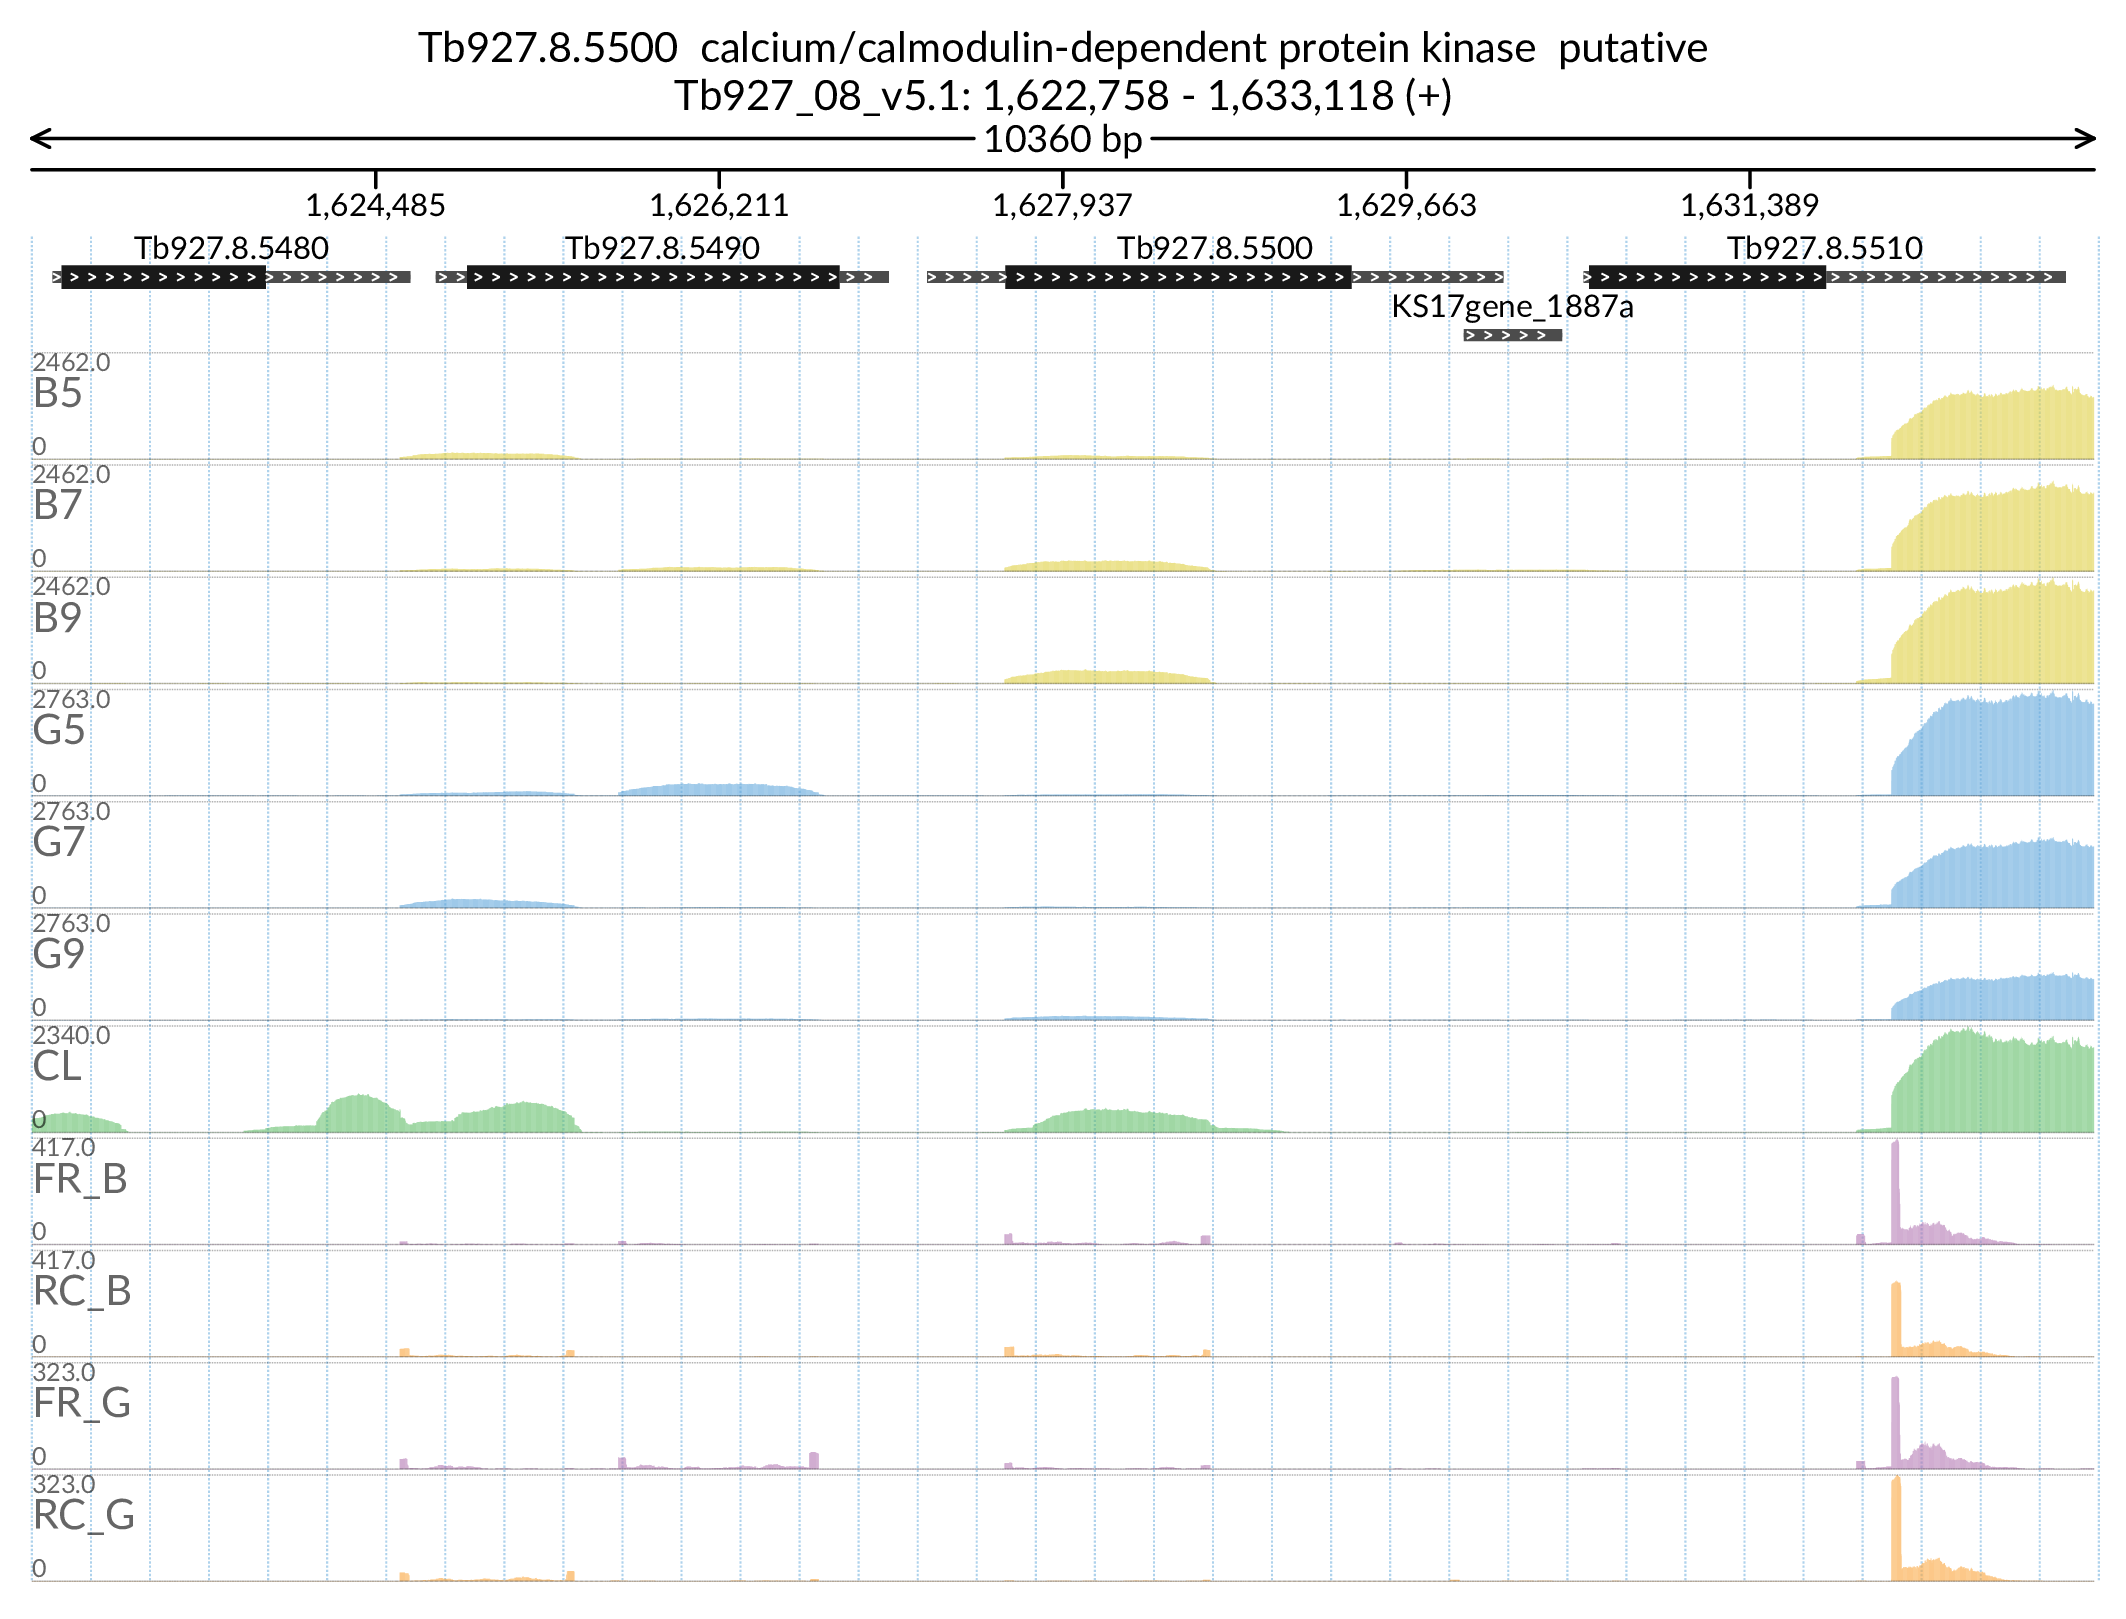 Tb927.8.5500  calcium/calmodulin-dependent protein kinase  putative
Tb927_08_v5.1: 1,622,758 - 1,633,118 (+)
10360 bp
1,624,485 1,626,211 1,627,937 1,629,663 1,631,389
Tb927.8.5480 Tb927.8.5490 Tb927.8.5500 Tb927.8.5510
KS17gene_1887a
2462.0
B5
0
2462.0
B7
0
2462.0
B9
0
2763.0
G5
0
2763.0
G7
0
2763.0
G9
0
2340.0
CL
0
417.0
FR_B
0
417.0
RC_B
0
323.0
FR_G
0
323.0
RC_G
0